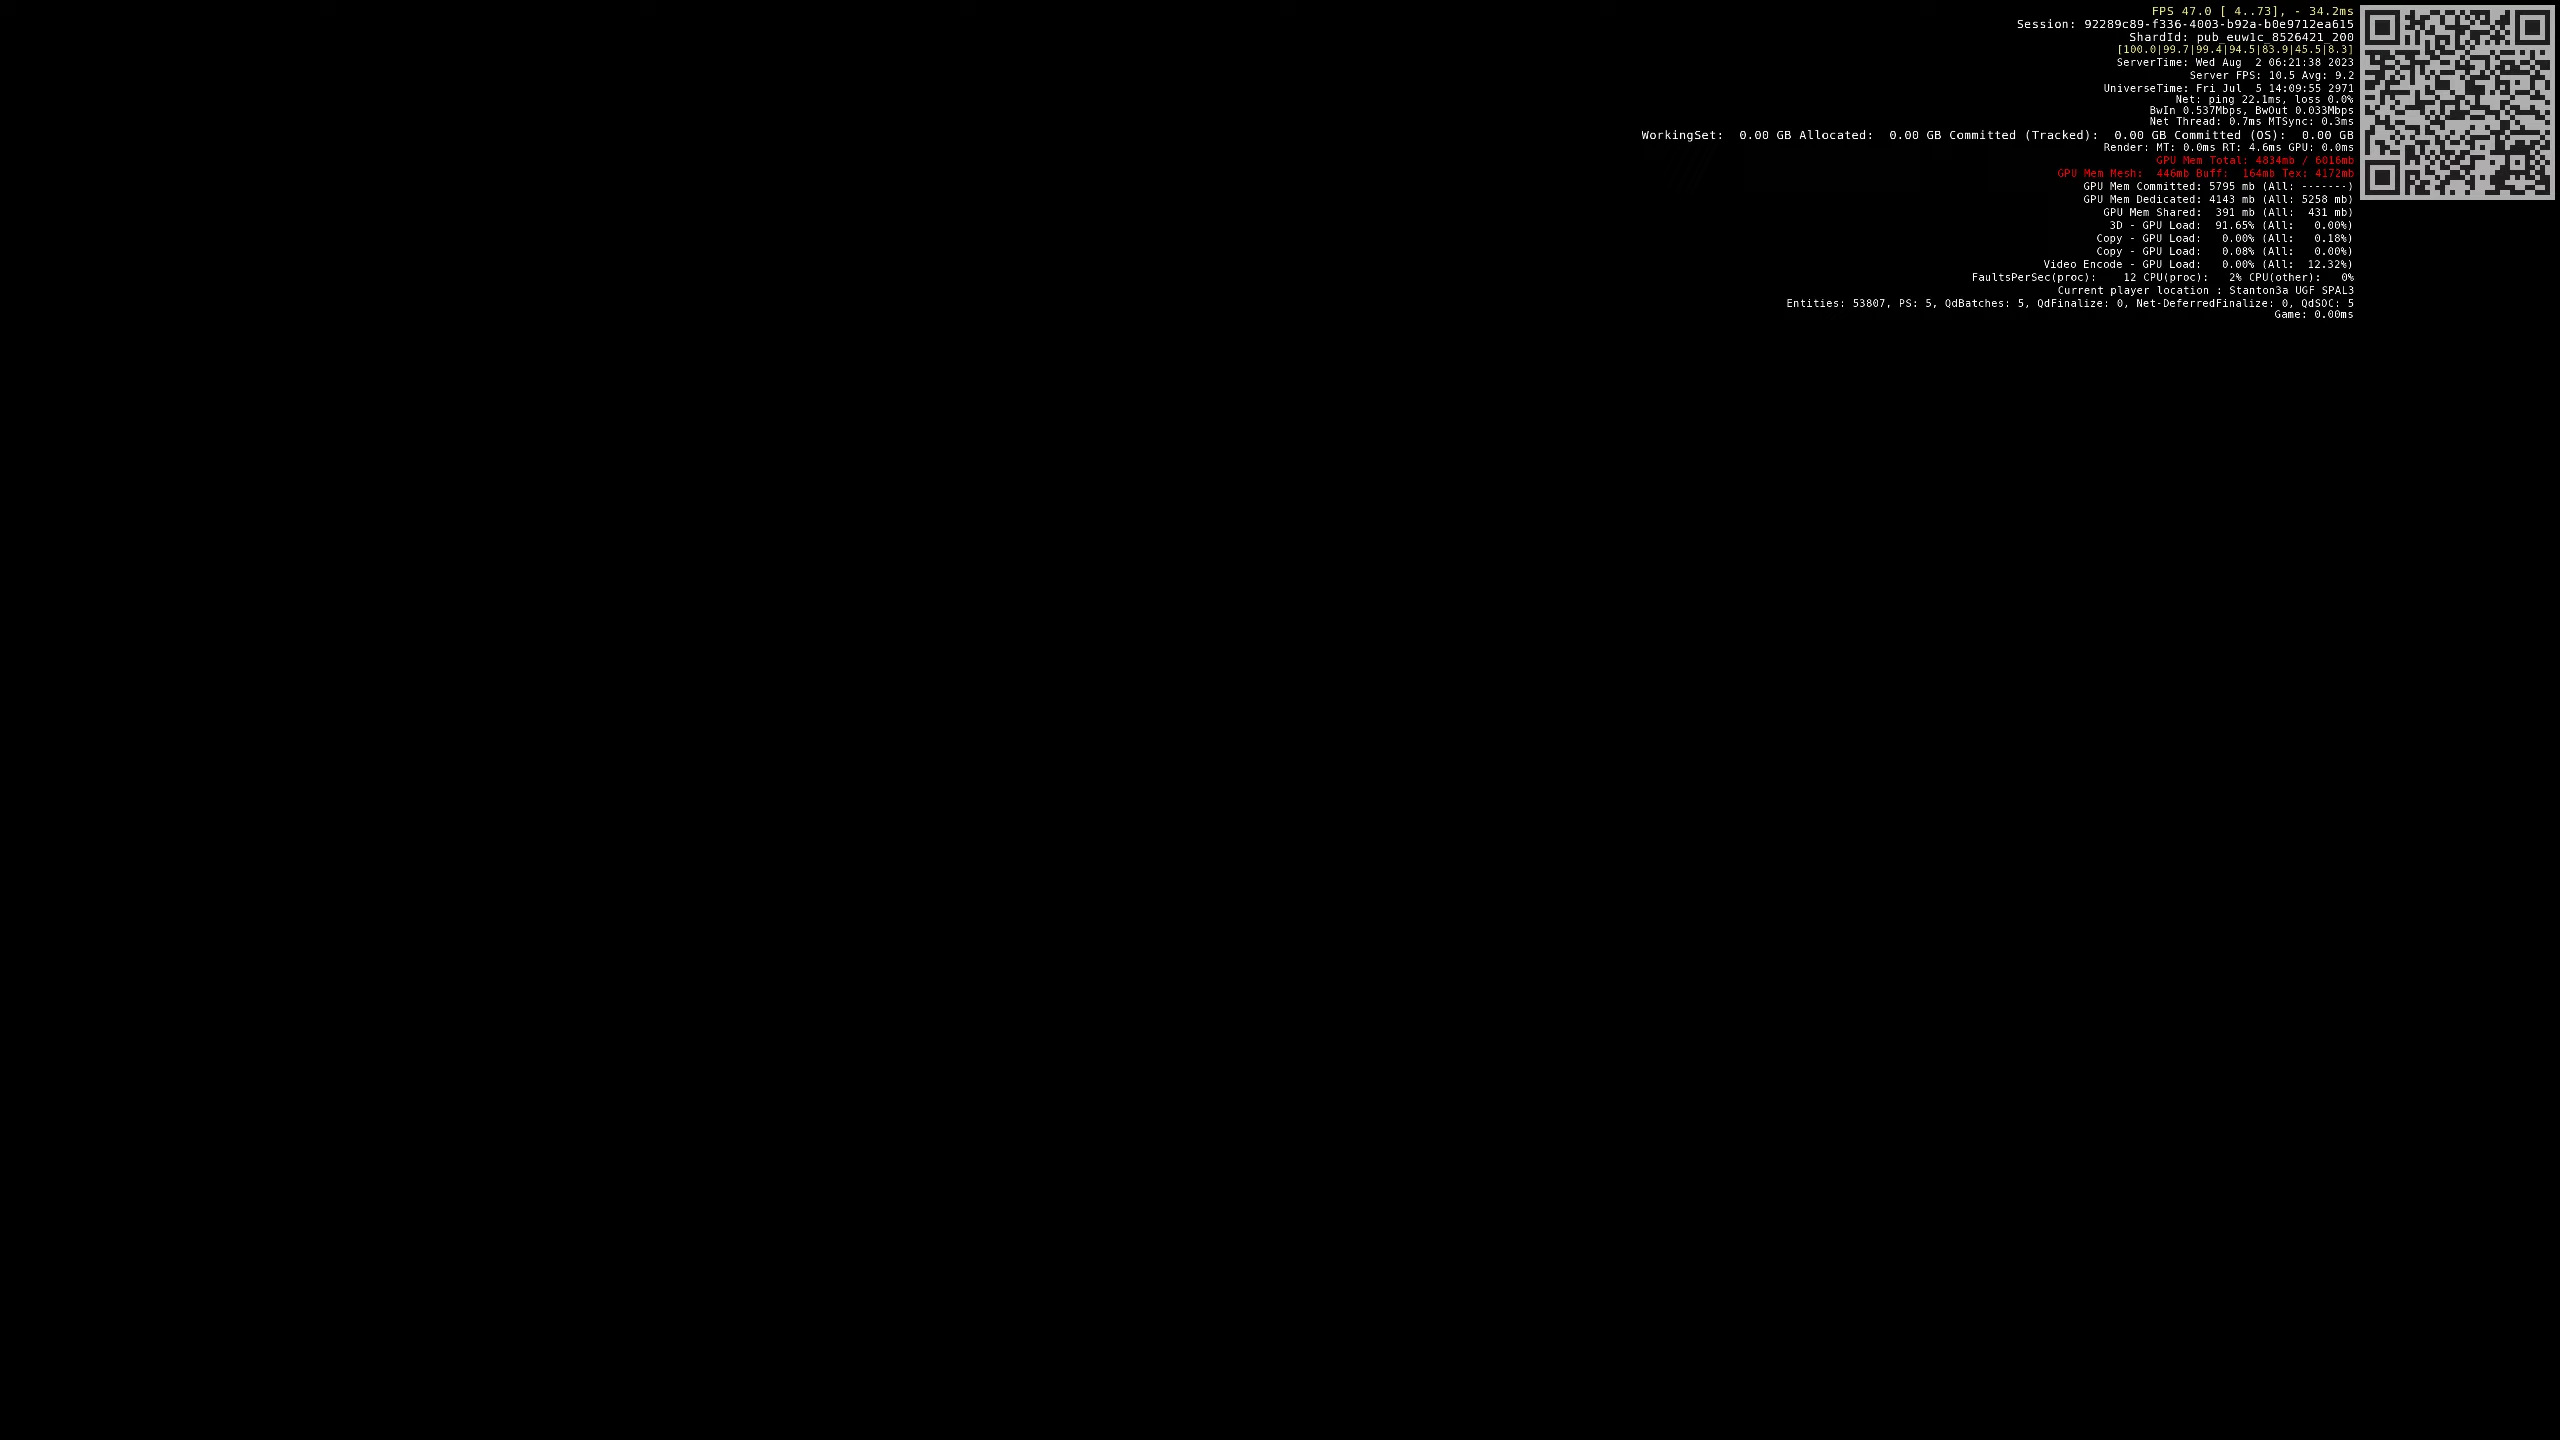 FPS 47.0 [ 4..73], - 34.2ms
Session: 92289c89-f336-4003-b92a-b0e9712ea615
ShardId: pub_euw1c_8526421_200
[100.0|99.7|99.4|94.5|83.9|45.5|8.3]
ServerTime: Wed Aug  2 06:21:38 2023
Server FPS: 10.5 Avg: 9.2
UniverseTime: Fri Jul  5 14:09:55 2971
Net: ping 22.1ms, loss 0.0%
BwIn 0.537Mbps, BwOut 0.033Mbps
Net Thread: 0.7ms MTSync: 0.3ms
WorkingSet:  0.00 GB Allocated:  0.00 GB Committed (Tracked):  0.00 GB Committed (OS):  0.00 GB
Render: MT: 0.0ms RT: 4.6ms GPU: 0.0ms
GPU Mem Total: 4834mb / 6016mb
GPU Mem Mesh:  446mb Buff:  164mb Tex: 4172mb
GPU Mem Committed: 5795 mb (All: -------)
GPU Mem Dedicated: 4143 mb (All: 5258 mb)
GPU Mem Shared:  391 mb (All:  431 mb)
3D - GPU Load:  91.65% (All:   0.00%)
Copy - GPU Load:   0.00% (All:   0.18%)
Copy - GPU Load:   0.08% (All:   0.00%)
Video Encode - GPU Load:   0.00% (All:  12.32%)
FaultsPerSec(proc):    12 CPU(proc):   2% CPU(other):   0%
Current player location : Stanton3a UGF SPAL3
Entities: 53807, PS: 5, QdBatches: 5, QdFinalize: 0, Net-DeferredFinalize: 0, QdSOC: 5
Game: 0.00ms